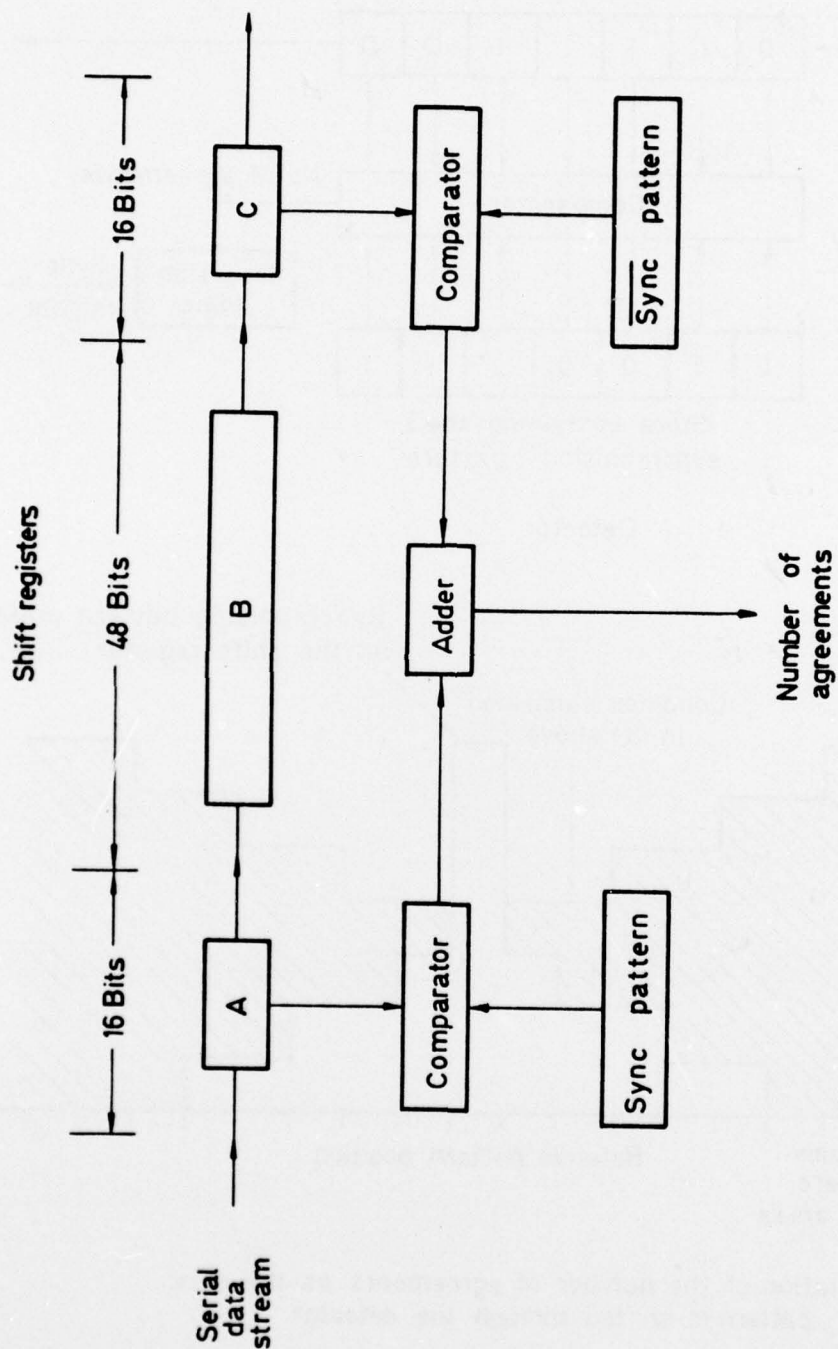 Shift registers
16 Bits
48 Bits
16 Bits
Serial
data
stream
A
B
C
Comparator
Adder
Comparator
Sync pattern
Number of
agreements
S̅y̅n̅c̅ pattern